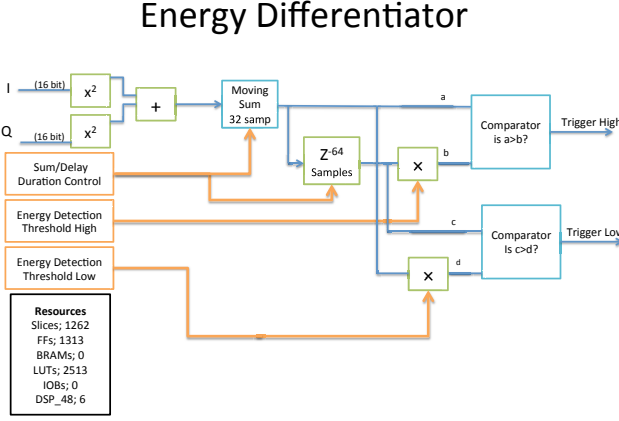 Energy Differentiator
I
(16 bit)
x²
+
Moving
Sum
32 samp
a
Comparator
is a>b?
Trigger High
Q
(16 bit)
x²
Z-64
Samples
×
b
Sum/Delay
Duration Control
Energy Detection
Threshold High
c
Comparator
Is c>d?
Trigger Low
Energy Detection
Threshold Low
×
d
Resources
Slices; 1262
FFs; 1313
BRAMs; 0
LUTs; 2513
IOBs; 0
DSP_48; 6